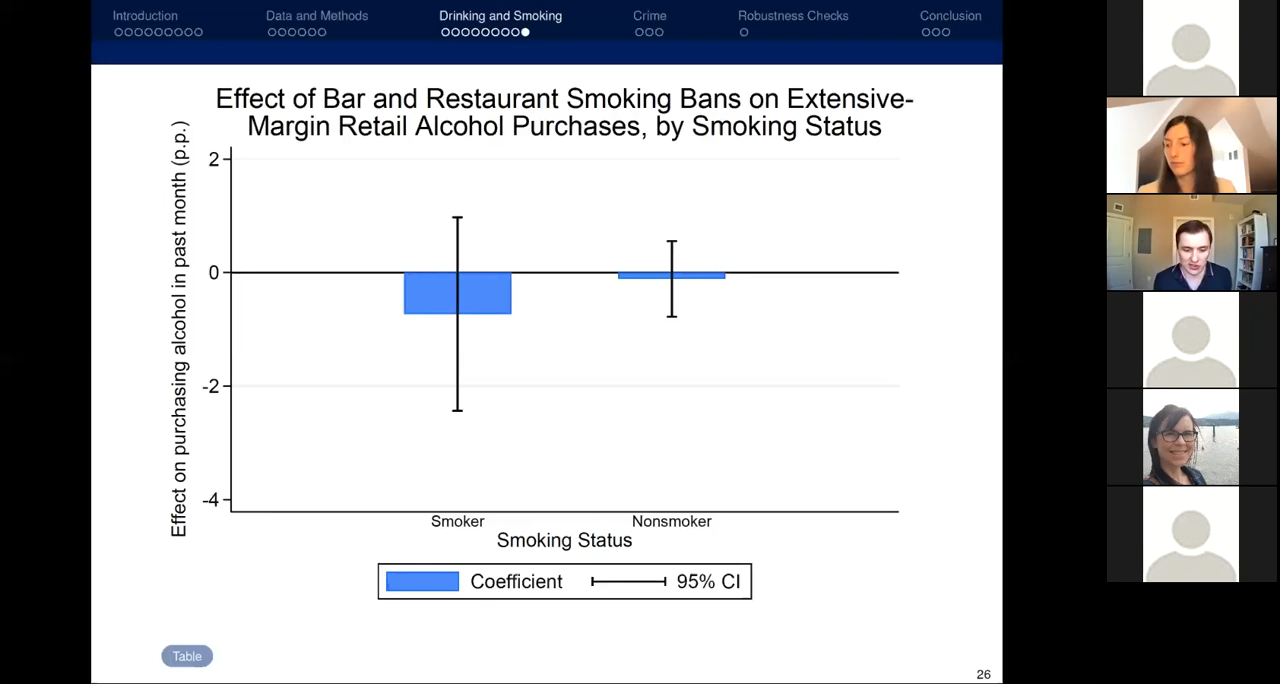 Introduction
Data and Methods
Drinking and Smoking
Crime
Robustness Checks
Conclusion
Effect of Bar and Restaurant Smoking Bans on Extensive-
Margin Retail Alcohol Purchases, by Smoking Status
Effect on purchasing alcohol in past month (p.p.)
2
0
-2
-4
Smoker
Nonsmoker
Smoking Status
Coefficient
95% CI
Table
26